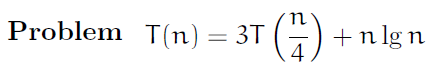 Problem T(n) = 3T(n/4) + n lg n